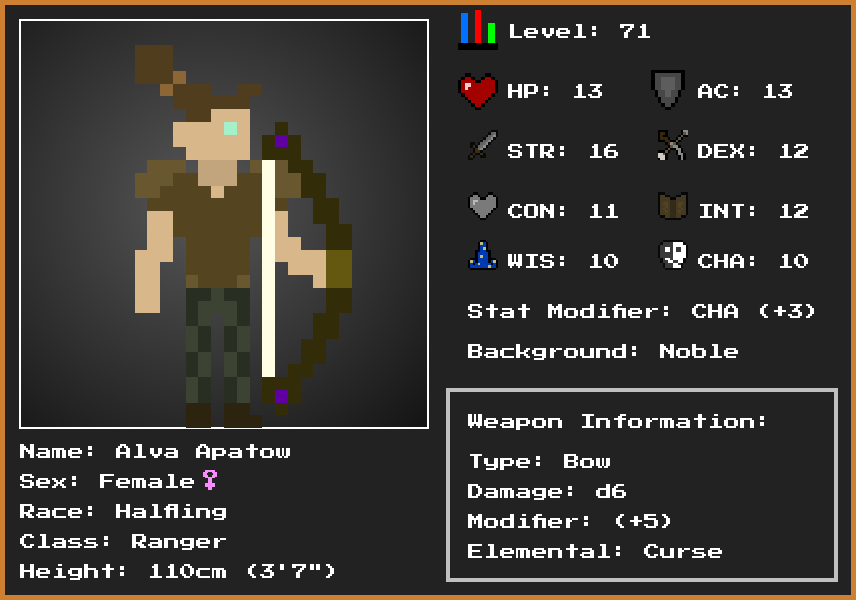 Level: 71
HP: 13 AC: 13
STR: 16 DEX: 12
CON: 11 INT: 12
WIS: 10 CHA: 10
Stat Modifier: CHA (+3)
Background: Noble
Weapon Information:
Type: Bow
Damage: d6
Modifier: (+5)
Elemental: Curse
Name: Alva Apatow
Sex: Female♀
Race: Halfling
Class: Ranger
Height: 110cm (3'7")